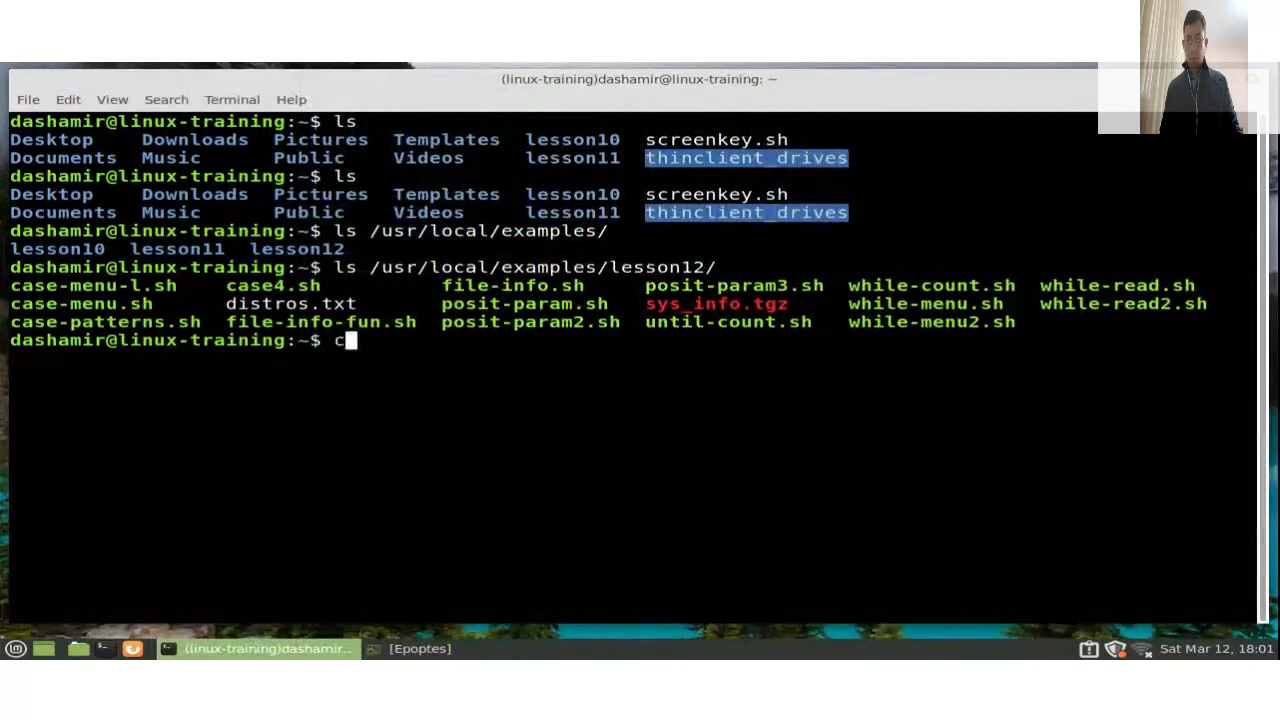 (linux-training)dashamir@linux-training: ~
File Edit View Search Terminal Help
dashamir@linux-training:~$ ls
Desktop Downloads Pictures Templates lesson10 screenkey.sh
Documents Music Public Videos lesson11 thinclient_drives
dashamir@linux-training:~$ ls
Desktop Downloads Pictures Templates lesson10 screenkey.sh
Documents Music Public Videos lesson11 thinclient_drives
dashamir@linux-training:~$ ls /usr/local/examples/
lesson10 lesson11 lesson12
dashamir@linux-training:~$ ls /usr/local/examples/lesson12/
case-menu-l.sh case4.sh file-info.sh posit-param3.sh while-count.sh while-read.sh
case-menu.sh distros.txt posit-param.sh sys_info.tgz while-menu.sh while-read2.sh
case-patterns.sh file-info-fun.sh posit-param2.sh until-count.sh while-menu2.sh
dashamir@linux-training:~$ c
(linux-training)dashamir... [Epoptes] Sat Mar 12, 18:01